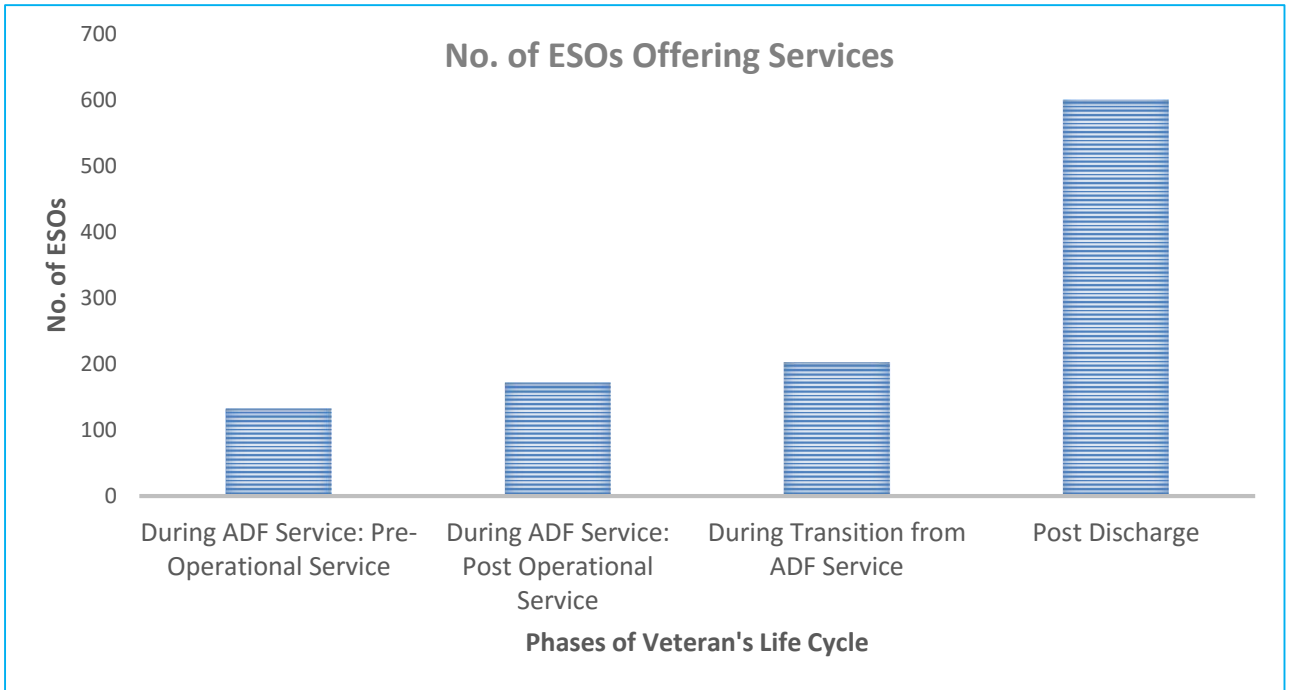 No. of ESOs Offering Services
No. of ESOs
700
600
500
400
300
200
100
0
During ADF Service: Pre-
Operational Service
During ADF Service:
Post Operational
Service
During Transition from
ADF Service
Post Discharge
Phases of Veteran's Life Cycle